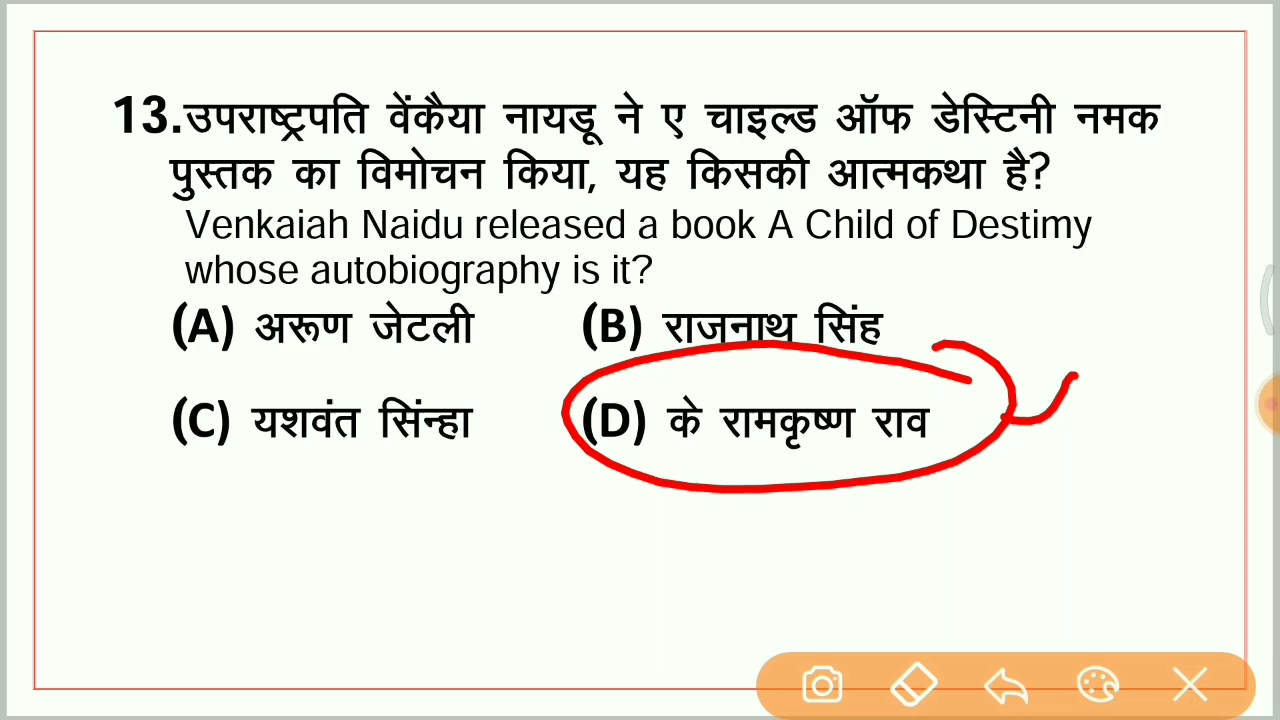 13.उपराष्ट्रपति वेंकैया नायडू ने ए चाइल्ड ऑफ डेस्टिनी नमक
पुस्तक का विमोचन किया, यह किसकी आत्मकथा है?
Venkaiah Naidu released a book A Child of Destimy
whose autobiography is it?
(A) अरूण जेटली (B) राजनाथ सिंह
(C) यशवंत सिंन्हा (D) के रामकृष्ण राव